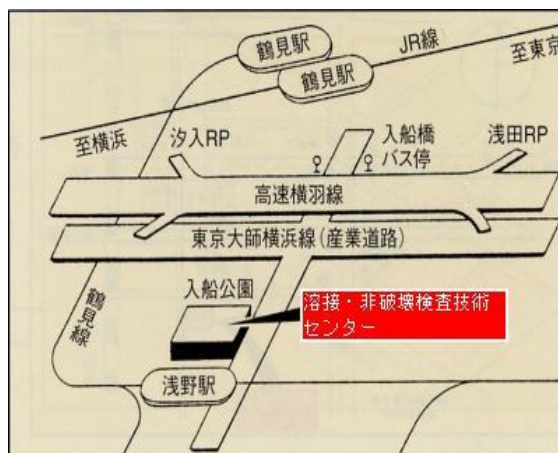 鶴見駅
JR線
至東京
鶴見駅
至横浜
汐入RP
入船橋
バス停
浅田RP
高速横羽線
東京大師横浜線(産業道路)
鶴見線
入船公園
溶接・非破壊検査技術
センター
浅野駅